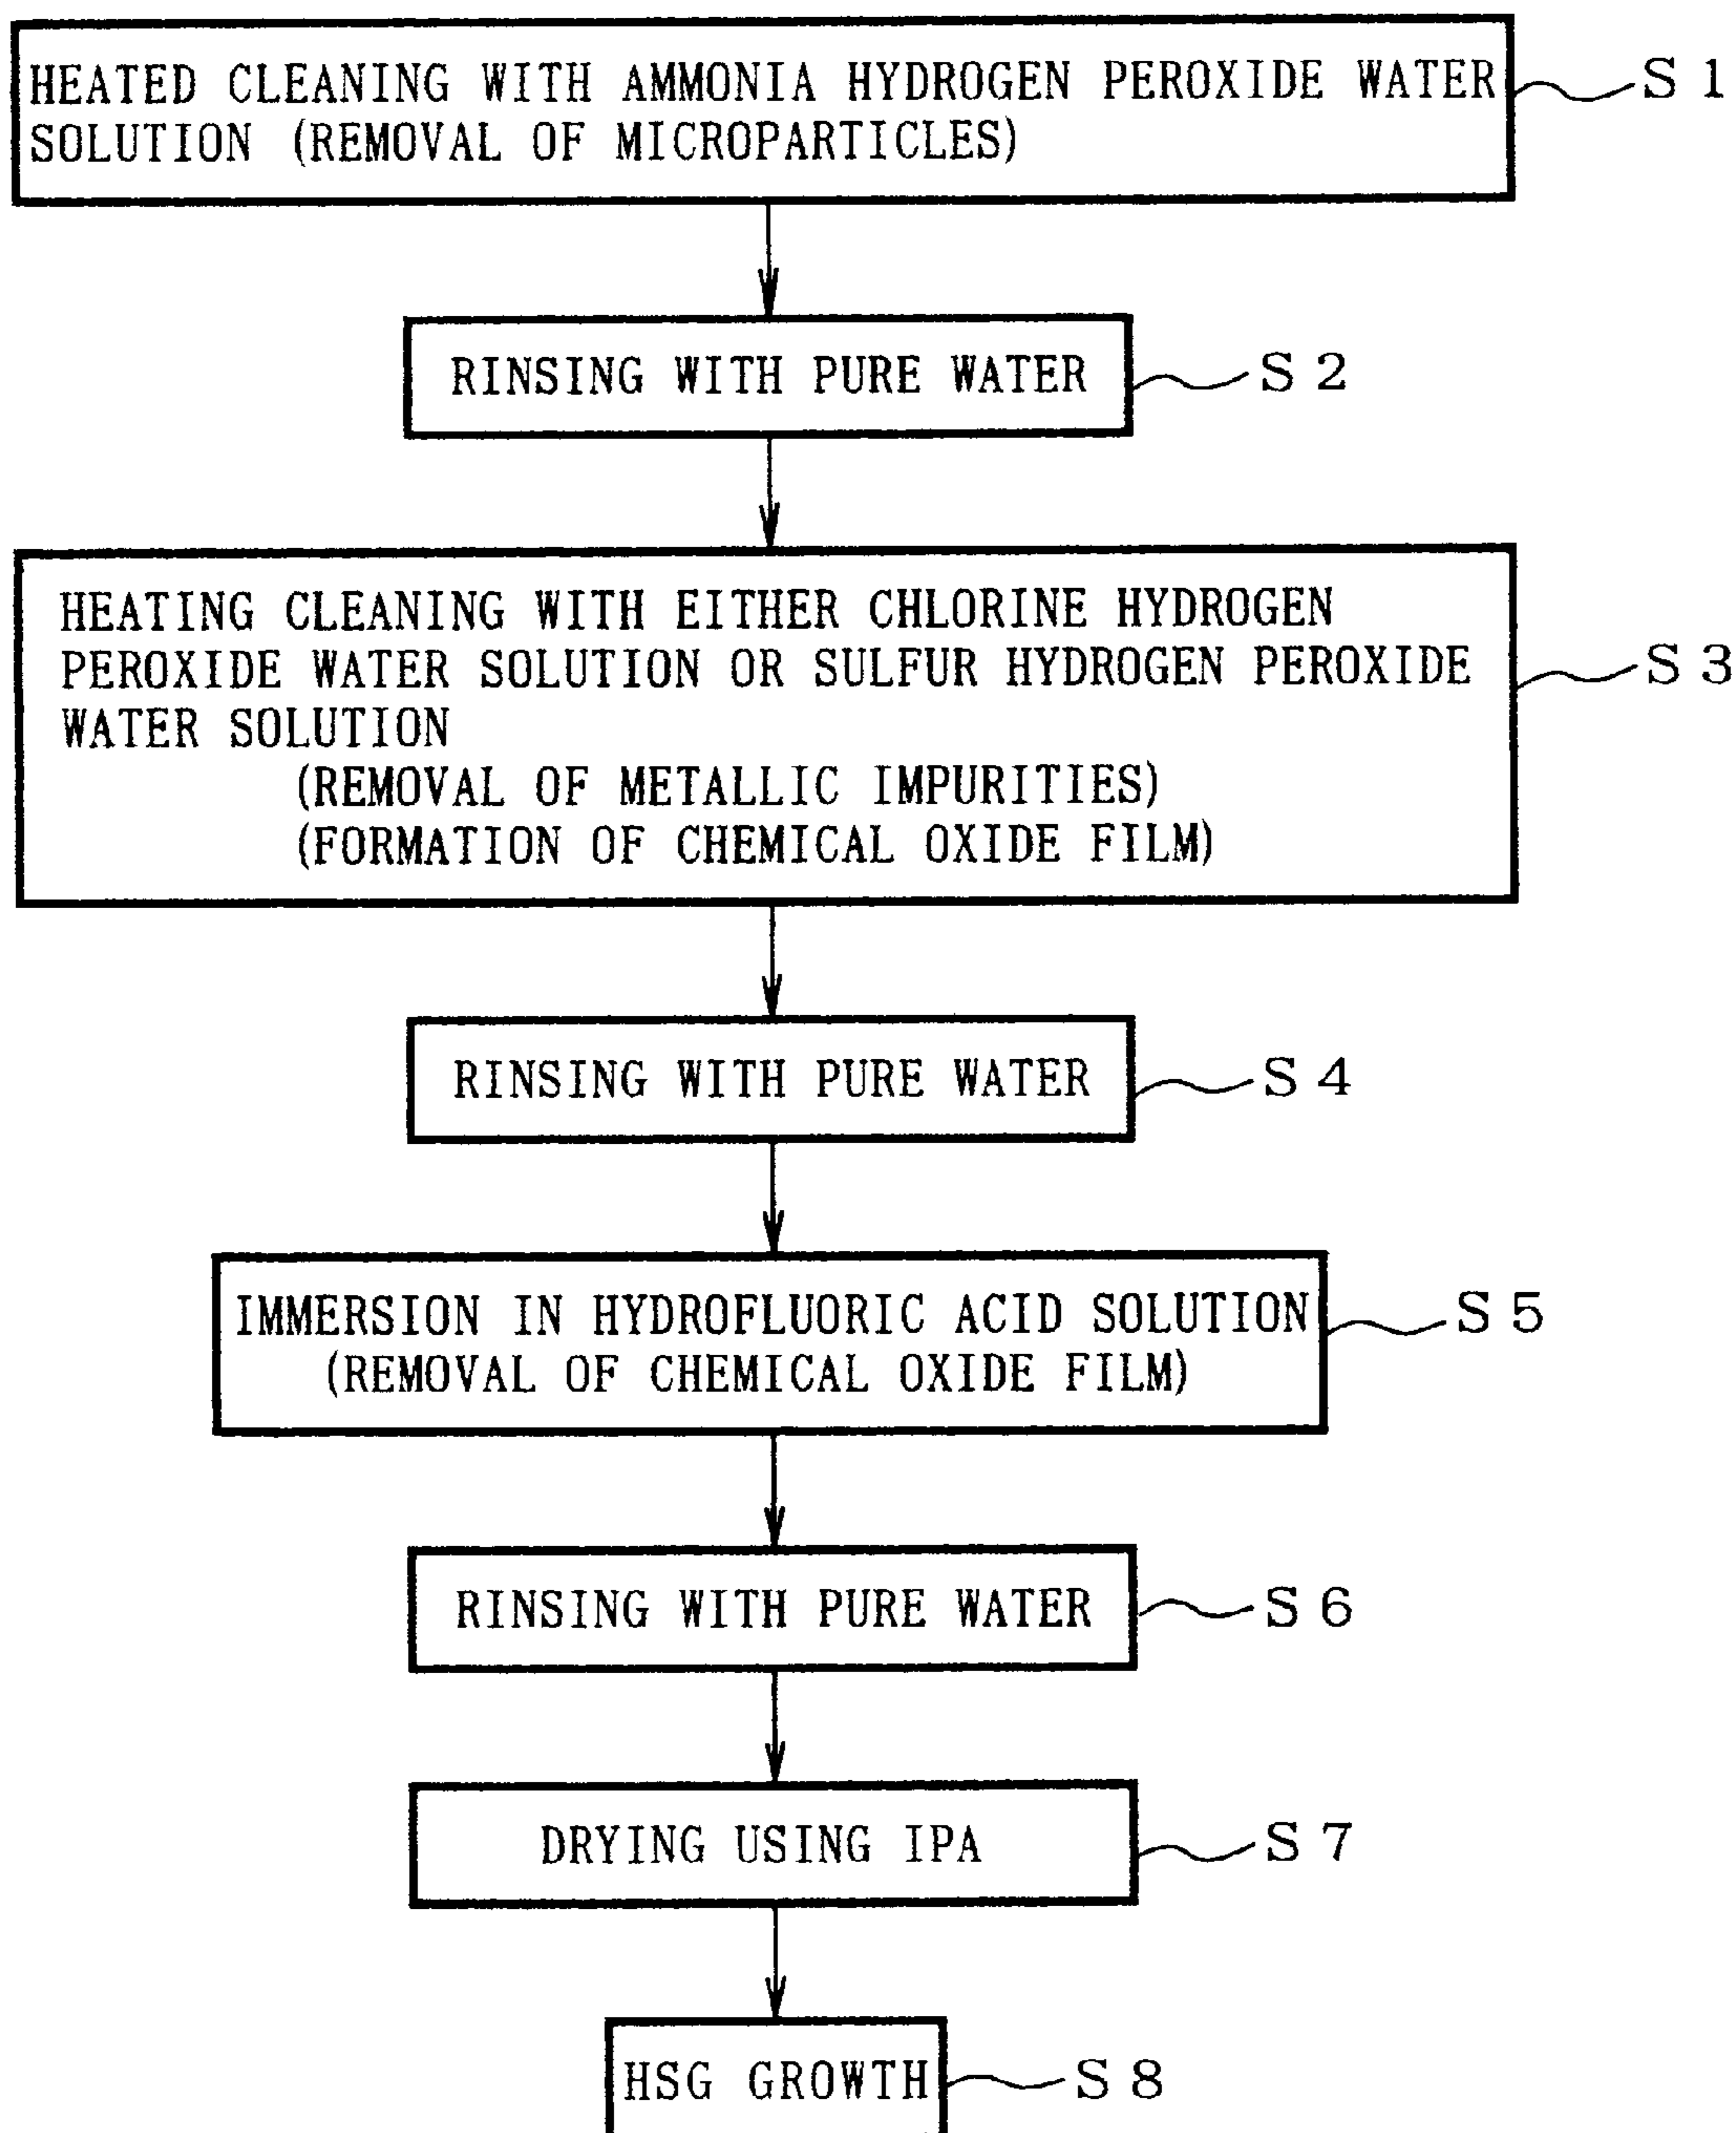 HEATED CLEANING WITH AMMONIA HYDROGEN PEROXIDE WATER
SOLUTION (REMOVAL OF MICROPARTICLES)
S 1
RINSING WITH PURE WATER
S 2
HEATING CLEANING WITH EITHER CHLORINE HYDROGEN
PEROXIDE WATER SOLUTION OR SULFUR HYDROGEN PEROXIDE
WATER SOLUTION
(REMOVAL OF METALLIC IMPURITIES)
(FORMATION OF CHEMICAL OXIDE FILM)
S 3
RINSING WITH PURE WATER
S 4
IMMERSION IN HYDROFLUORIC ACID SOLUTION
(REMOVAL OF CHEMICAL OXIDE FILM)
S 5
RINSING WITH PURE WATER
S 6
DRYING USING IPA
S 7
HSG GROWTH
S 8